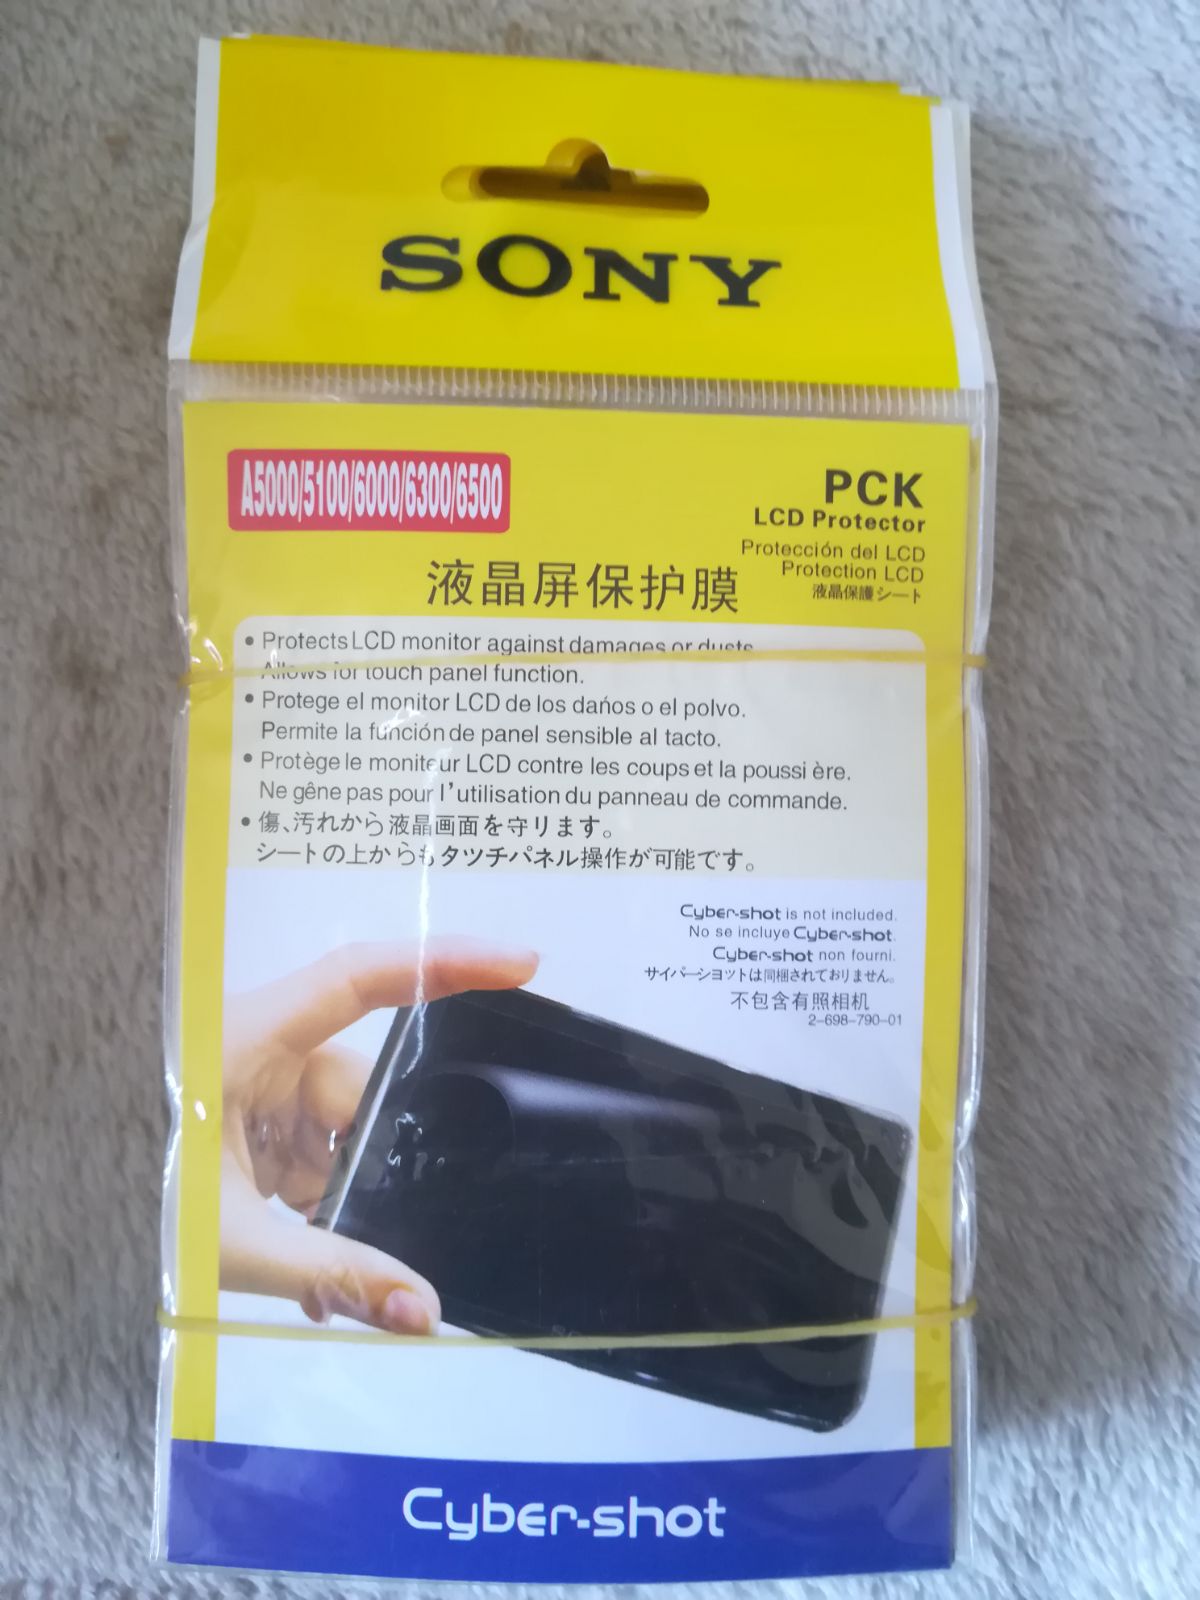 SONY
A5000/5100/6000/6300/6500
PCK
LCD Protector
Protección del LCD
Protection LCD
液晶保護シート
液晶屏保护膜
• Protects LCD monitor against damages or dusts.
Allows for touch panel function.
• Protege el monitor LCD de los dańos o el polvo.
Permite la función de panel sensible al tacto.
• Protège le moniteur LCD contre les coups et la poussi ère.
Ne gêne pas pour l'utilisation du panneau de commande.
• 傷、汚れから液晶画面を守リます。
シートの上からもタツチパネル操作が可能です。
Cyber-shot is not included.
No se incluye Cyber-shot.
Cyber-shot non fourni.
サイバーショットは同梱されておりません。
不包含有照相机
2-698-790-01
Cyber-shot